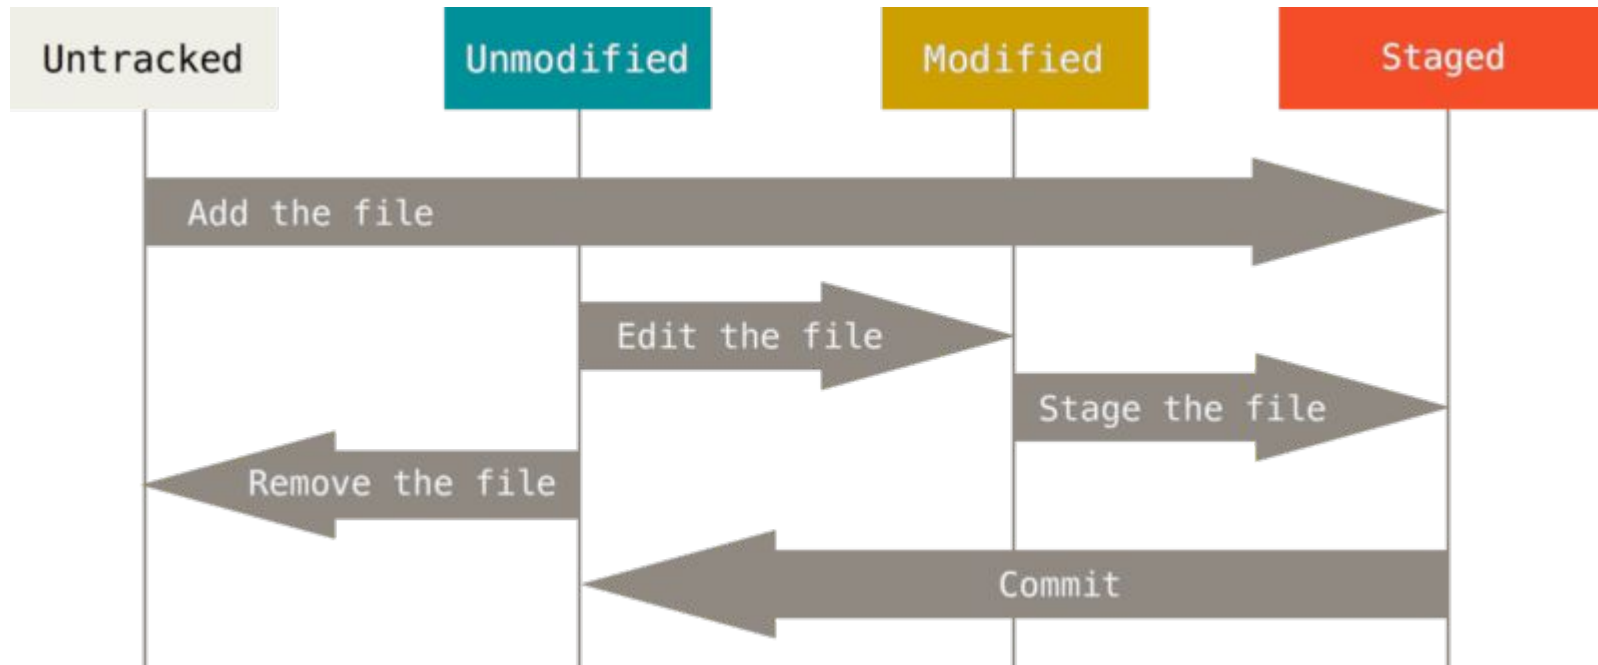 Untracked
Unmodified
Modified
Staged
Add the file
Edit the file
Stage the file
Remove the file
Commit